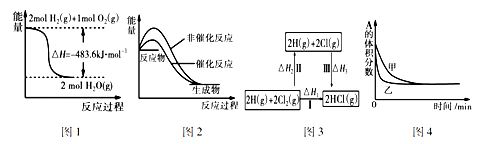 能量
2mol H₂(g)+1mol O₂(g)
ΔH=-483.6kJ·mol⁻¹
2 mol H₂O(g)
反应过程
[图1
能量
非催化反应
反应物
催化反应
生成物
反应过程
[图2
2H(g)+2Cl(g)
ΔH₂ Ⅱ Ⅲ ΔH₃
2H(g)+2Cl₂(g) ΔH₁ 2HCl(g)
Ⅰ
[图3
A的体积分数
甲
乙
时间/min
[图4